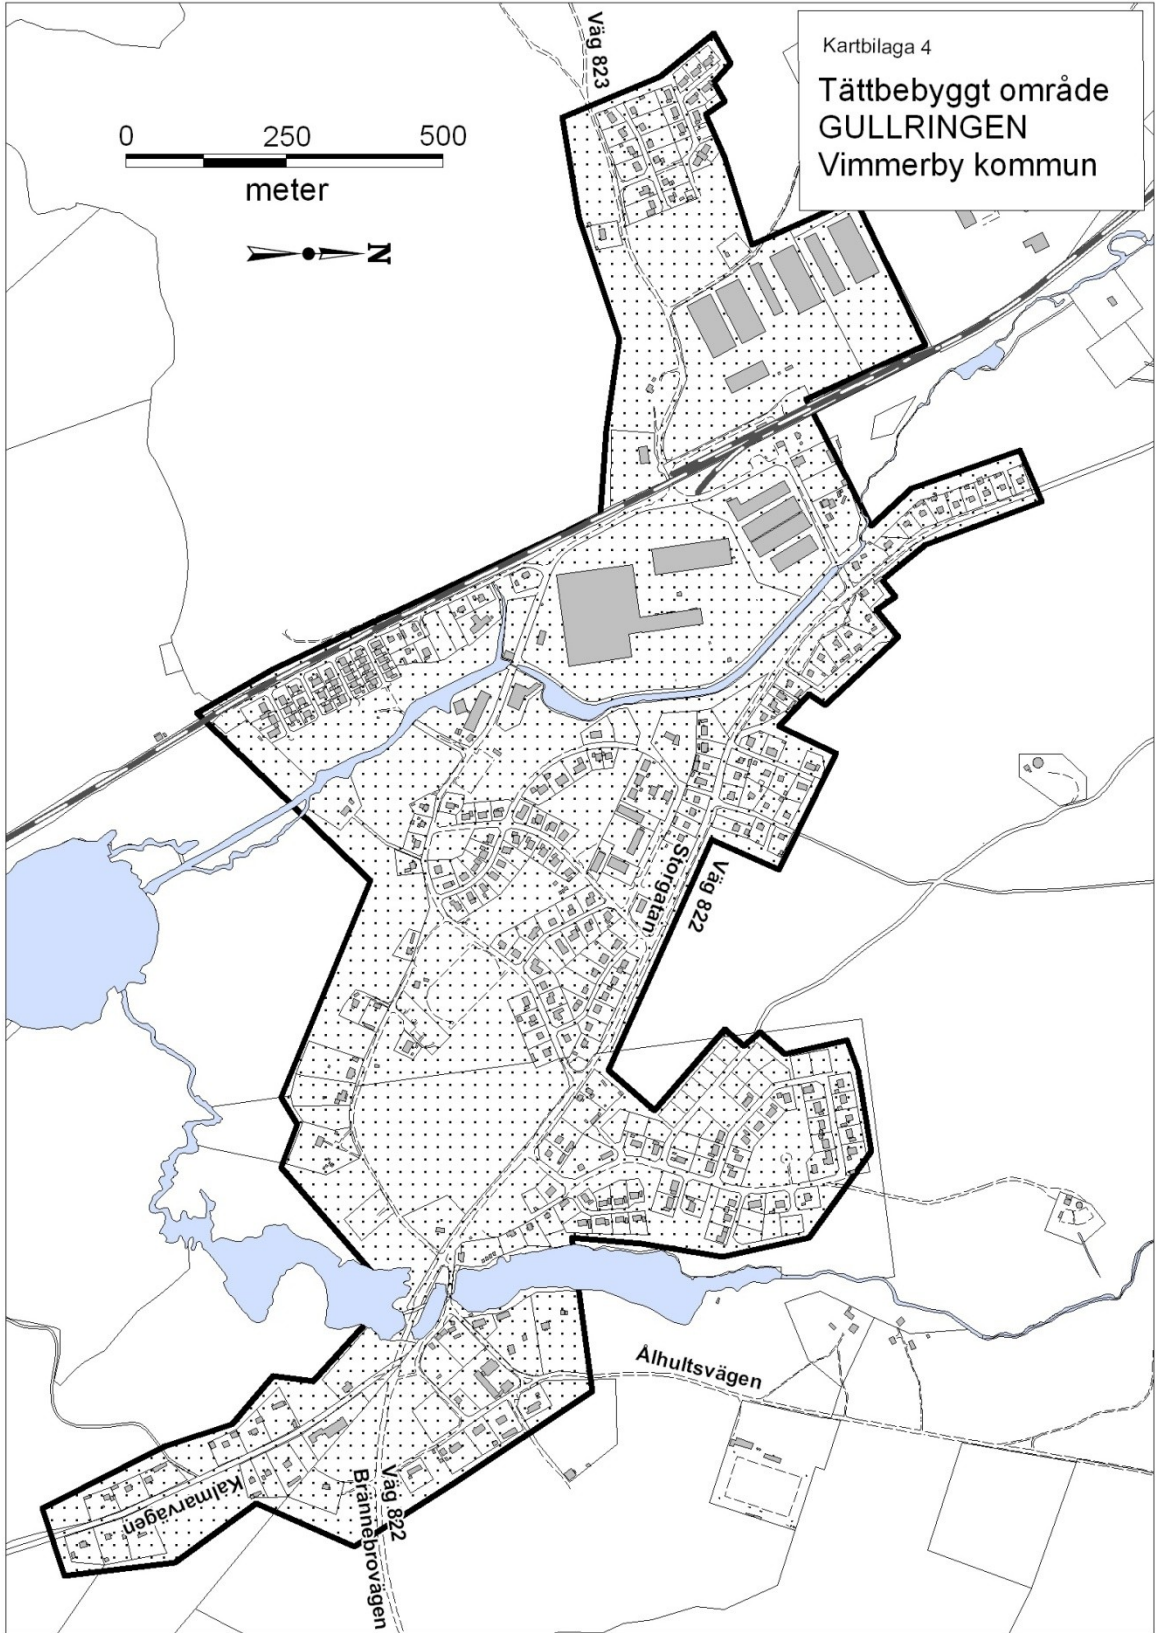 Kartbilaga 4
Tättbebyggt område
GULLRINGEN
Vimmerby kommun
0 250 500
meter
N
Väg 823
Storgatan
Väg 822
Ålhultsvägen
Kalmarvägen
Väg 822
Brännebrovägen